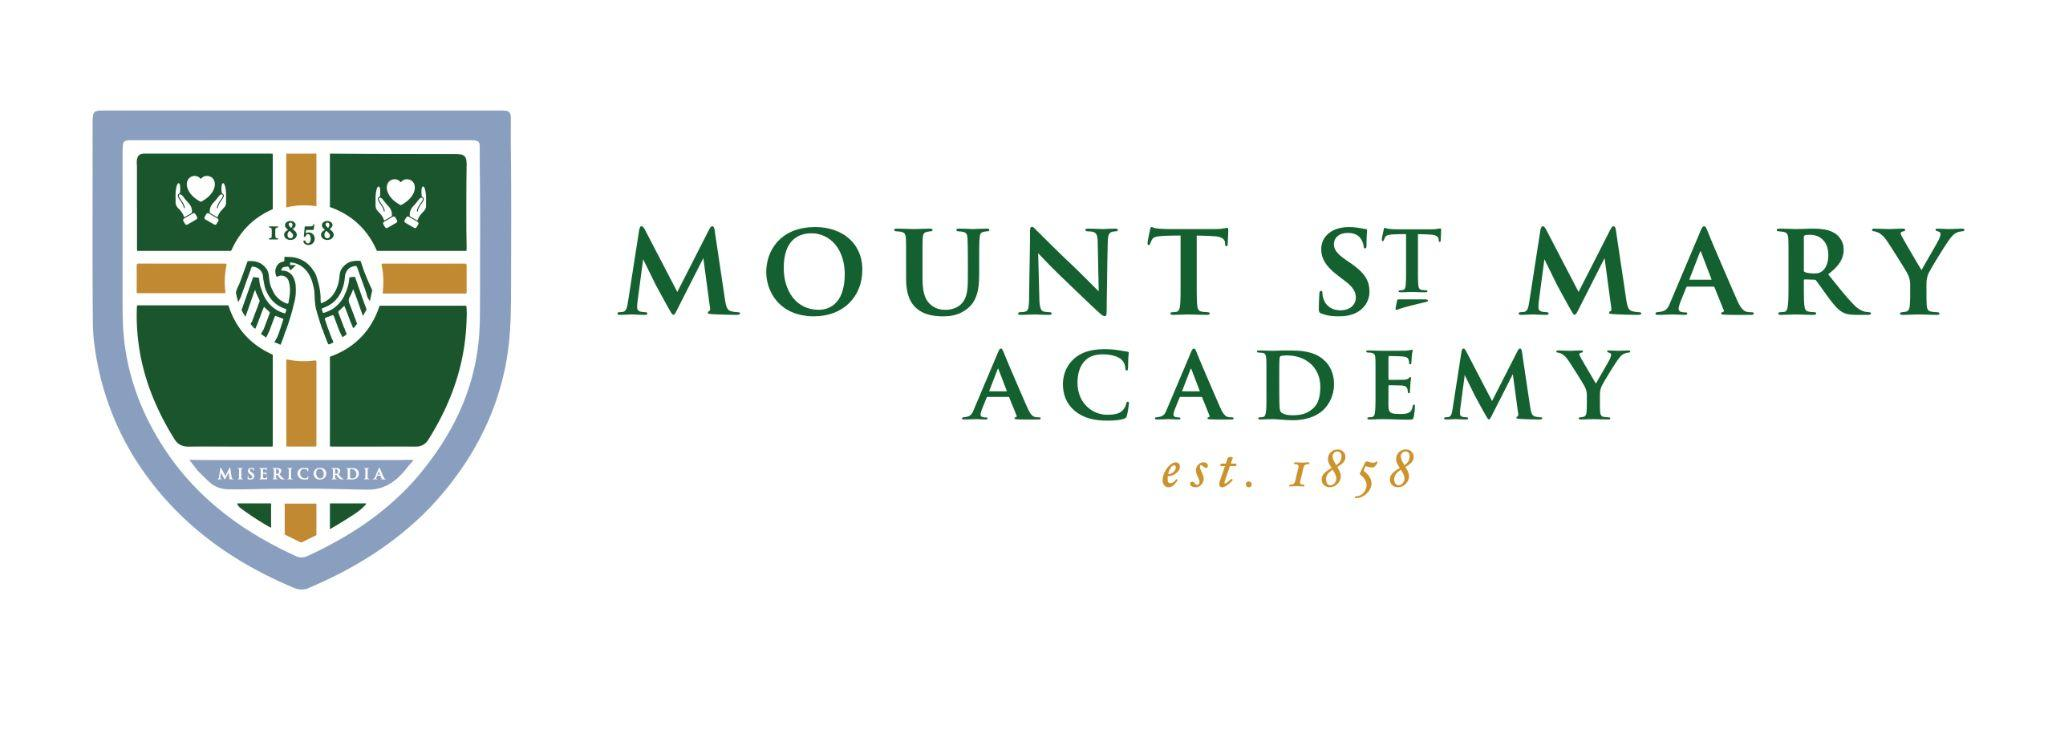 1858
MISERICORDIA
MOUNT ST MARY
ACADEMY
est. 1858